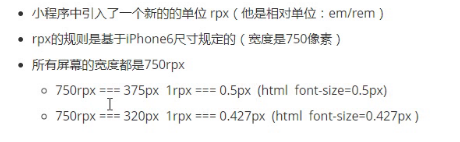 小程序中引入了一个新的的单位 rpx（他是相对单位：em/rem）
rpx的规则是基于iPhone6尺寸规定的（宽度是750像素）
所有屏幕的宽度都是750rpx
750rpx === 375px 1rpx === 0.5px (html font-size=0.5px)
750rpx === 320px 1rpx === 0.427px (html font-size=0.427px )